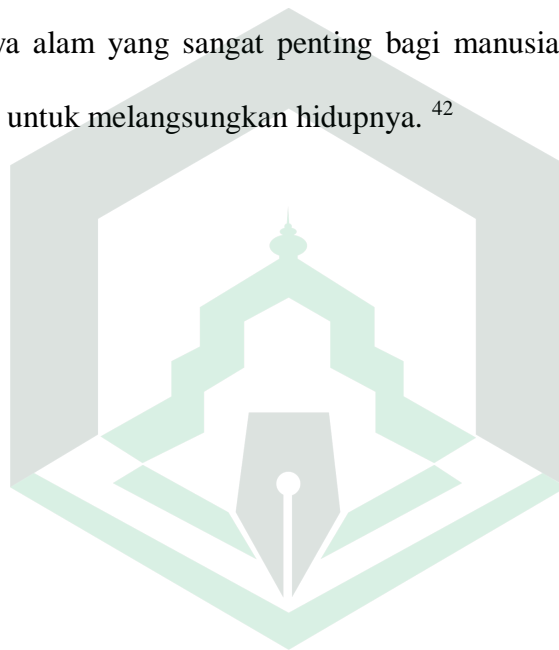 ya alam yang sangat penting bagi manusia
untuk melangsungkan hidupnya. 42